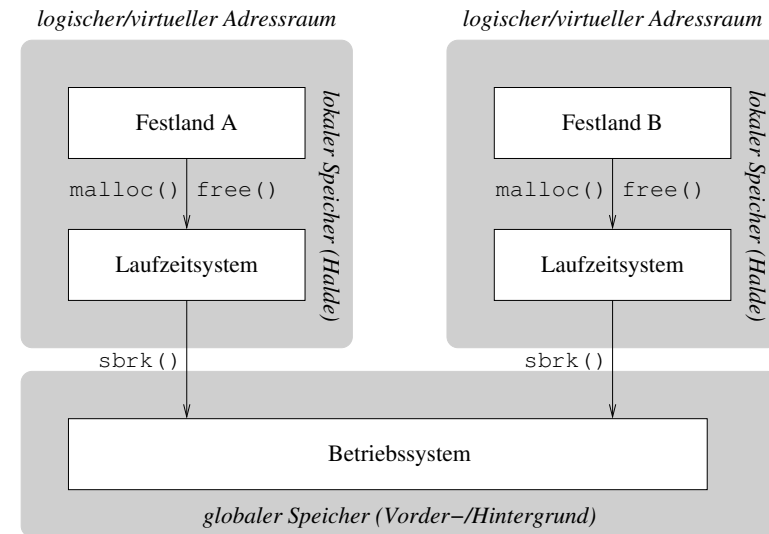 logischer/virtueller Adressraum
logischer/virtueller Adressraum
Festland A
lokaler Speicher (Halde)
Festland B
lokaler Speicher (Halde)
malloc() free()
malloc() free()
Laufzeitsystem
Laufzeitsystem
sbrk()
sbrk()
Betriebssystem
globaler Speicher (Vorder−/Hintergrund)